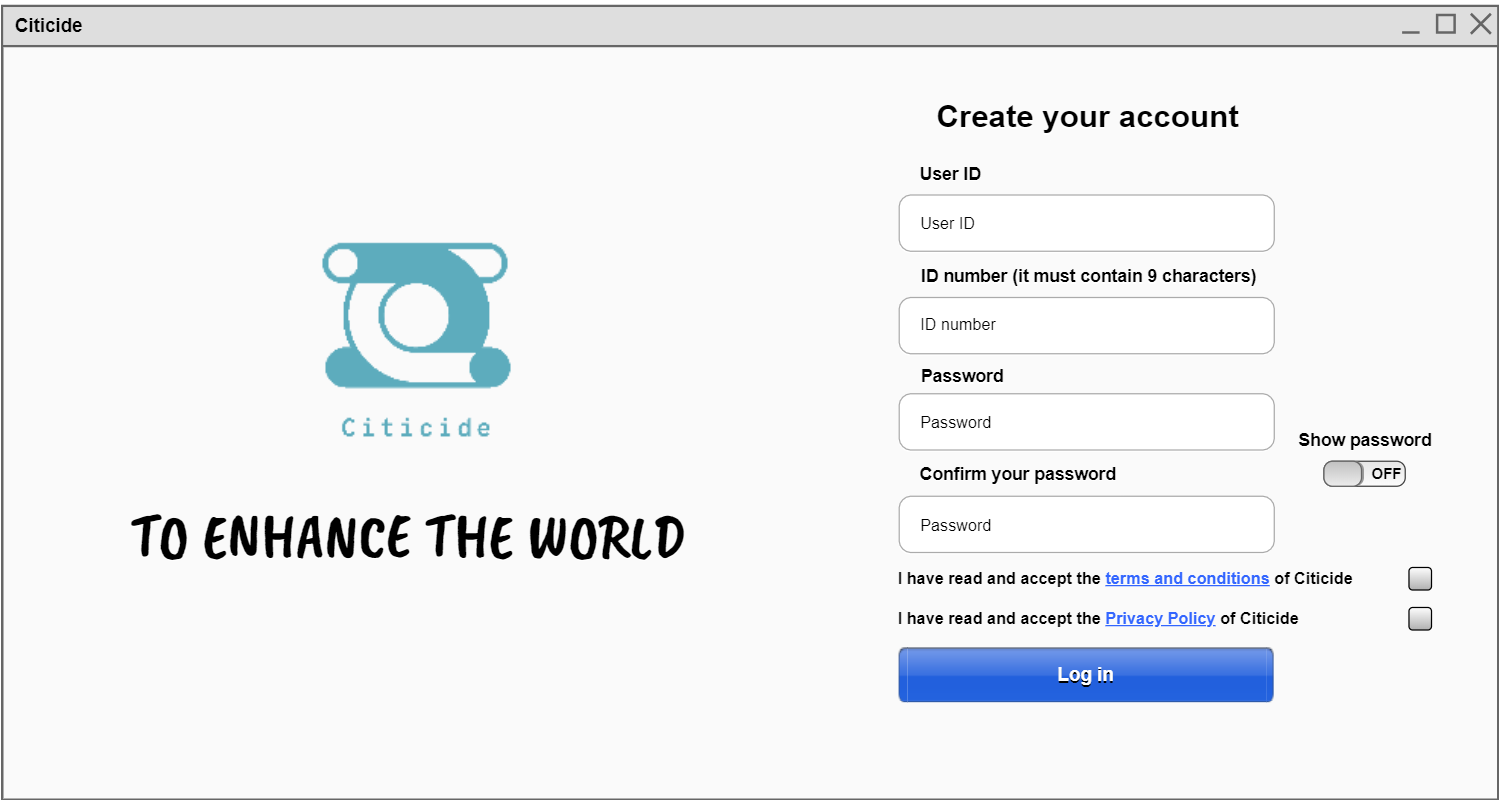 Citicide
Create your account
User ID
User ID
ID number (it must contain 9 characters)
ID number
Password
Password
Show password
OFF
Confirm your password
Password
I have read and accept the terms and conditions of Citicide
I have read and accept the Privacy Policy of Citicide
Log in
Citicide
TO ENHANCE THE WORLD